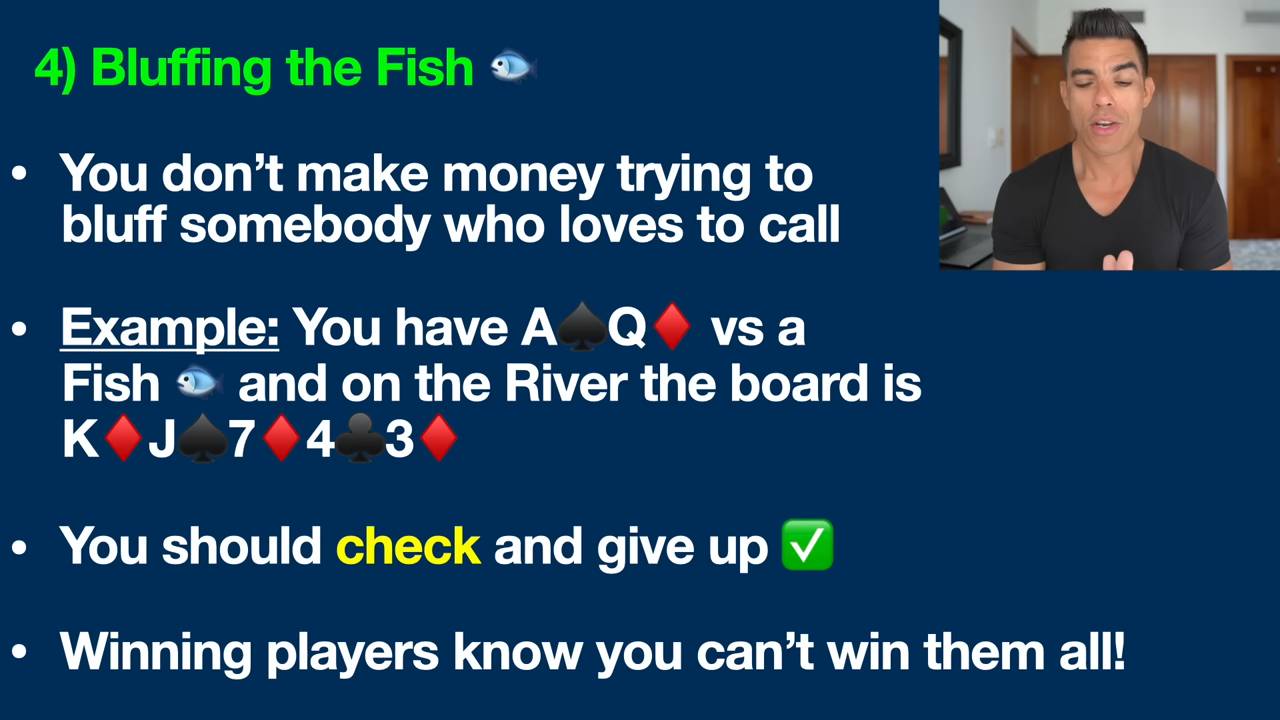 4) Bluffing the Fish 🐟
• You don't make money trying to
bluff somebody who loves to call
• Example: You have A♠Q♦ vs a
Fish 🐟 and on the River the board is
K♦J♠7♦4♣3♦
• You should check and give up ✅
• Winning players know you can't win them all!